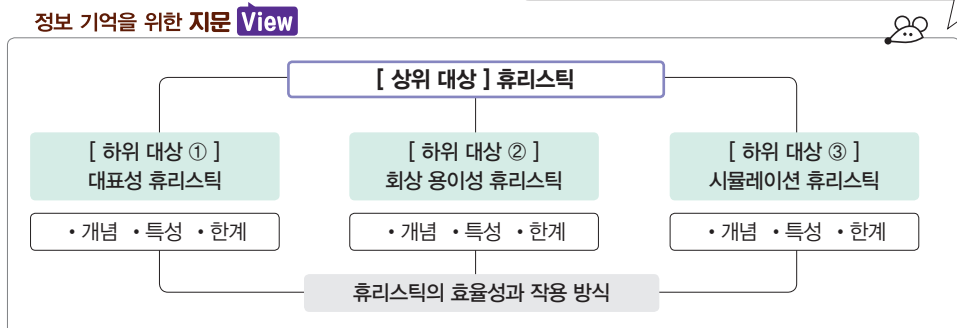 정보 기억을 위한 지문 View
[ 상위 대상 ] 휴리스틱
[ 하위 대상 ① ]
대표성 휴리스틱
[ 하위 대상 ② ]
회상 용이성 휴리스틱
[ 하위 대상 ③ ]
시뮬레이션 휴리스틱
• 개념 • 특성 • 한계
• 개념 • 특성 • 한계
• 개념 • 특성 • 한계
휴리스틱의 효율성과 작용 방식